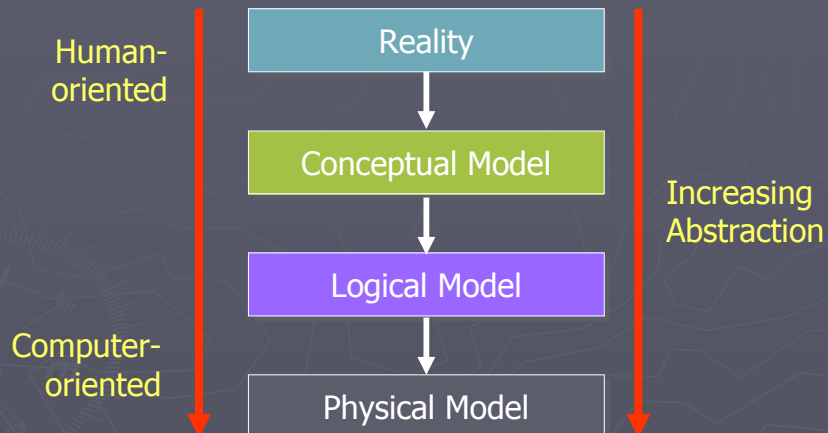 Reality
Human-
oriented
Conceptual Model
Increasing
Abstraction
Logical Model
Computer-
oriented
Physical Model